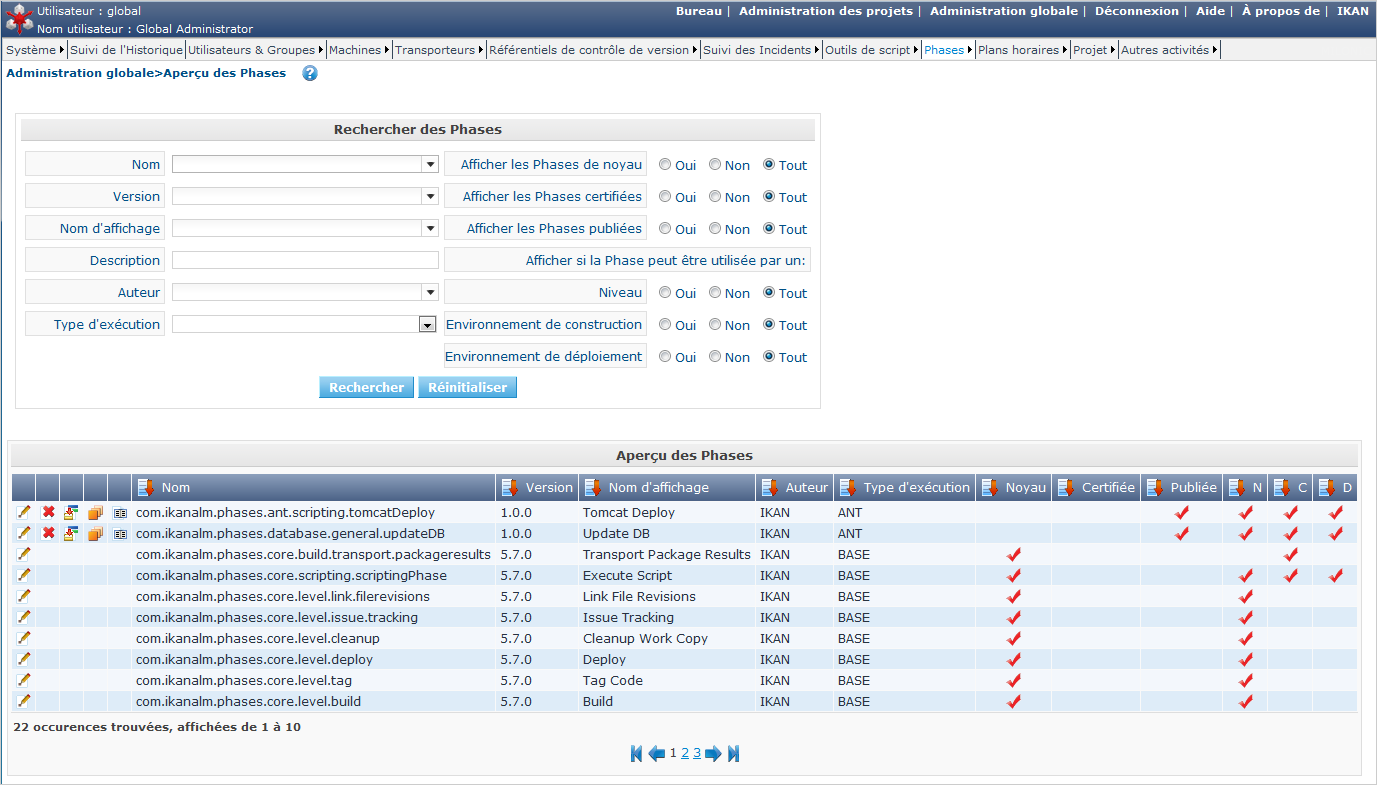 Utilisateur : global
Nom utilisateur : Global Administrator
Bureau | Administration des projets | Administration globale | Déconnexion | Aide | À propos de | IKAN
Système Suivi de l'Historique Utilisateurs & Groupes Machines Transporteurs Référentiels de contrôle de version Suivi des Incidents Outils de script Phases Plans horaires Projet Autres activités
Administration globale>Aperçu des Phases ?
Rechercher des Phases
Nom Afficher les Phases de noyau Oui Non Tout
Version Afficher les Phases certifiées Oui Non Tout
Nom d'affichage Afficher les Phases publiées Oui Non Tout
Description Afficher si la Phase peut être utilisée par un:
Auteur Niveau Oui Non Tout
Type d'exécution Environnement de construction Oui Non Tout
Environnement de déploiement Oui Non Tout
Rechercher Réinitialiser
Aperçu des Phases
Nom Version Nom d'affichage Auteur Type d'exécution Noyau Certifiée Publiée N C D
com.ikanalm.phases.ant.scripting.tomcatDeploy 1.0.0 Tomcat Deploy IKAN ANT
com.ikanalm.phases.database.general.updateDB 1.0.0 Update DB IKAN ANT
com.ikanalm.phases.core.build.transport.packageresults 5.7.0 Transport Package Results IKAN BASE
com.ikanalm.phases.core.scripting.scriptingPhase 5.7.0 Execute Script IKAN BASE
com.ikanalm.phases.core.level.link.filerevisions 5.7.0 Link File Revisions IKAN BASE
com.ikanalm.phases.core.level.issue.tracking 5.7.0 Issue Tracking IKAN BASE
com.ikanalm.phases.core.level.cleanup 5.7.0 Cleanup Work Copy IKAN BASE
com.ikanalm.phases.core.level.deploy 5.7.0 Deploy IKAN BASE
com.ikanalm.phases.core.level.tag 5.7.0 Tag Code IKAN BASE
com.ikanalm.phases.core.level.build 5.7.0 Build IKAN BASE
22 occurences trouvées, affichées de 1 à 10
1 2 3